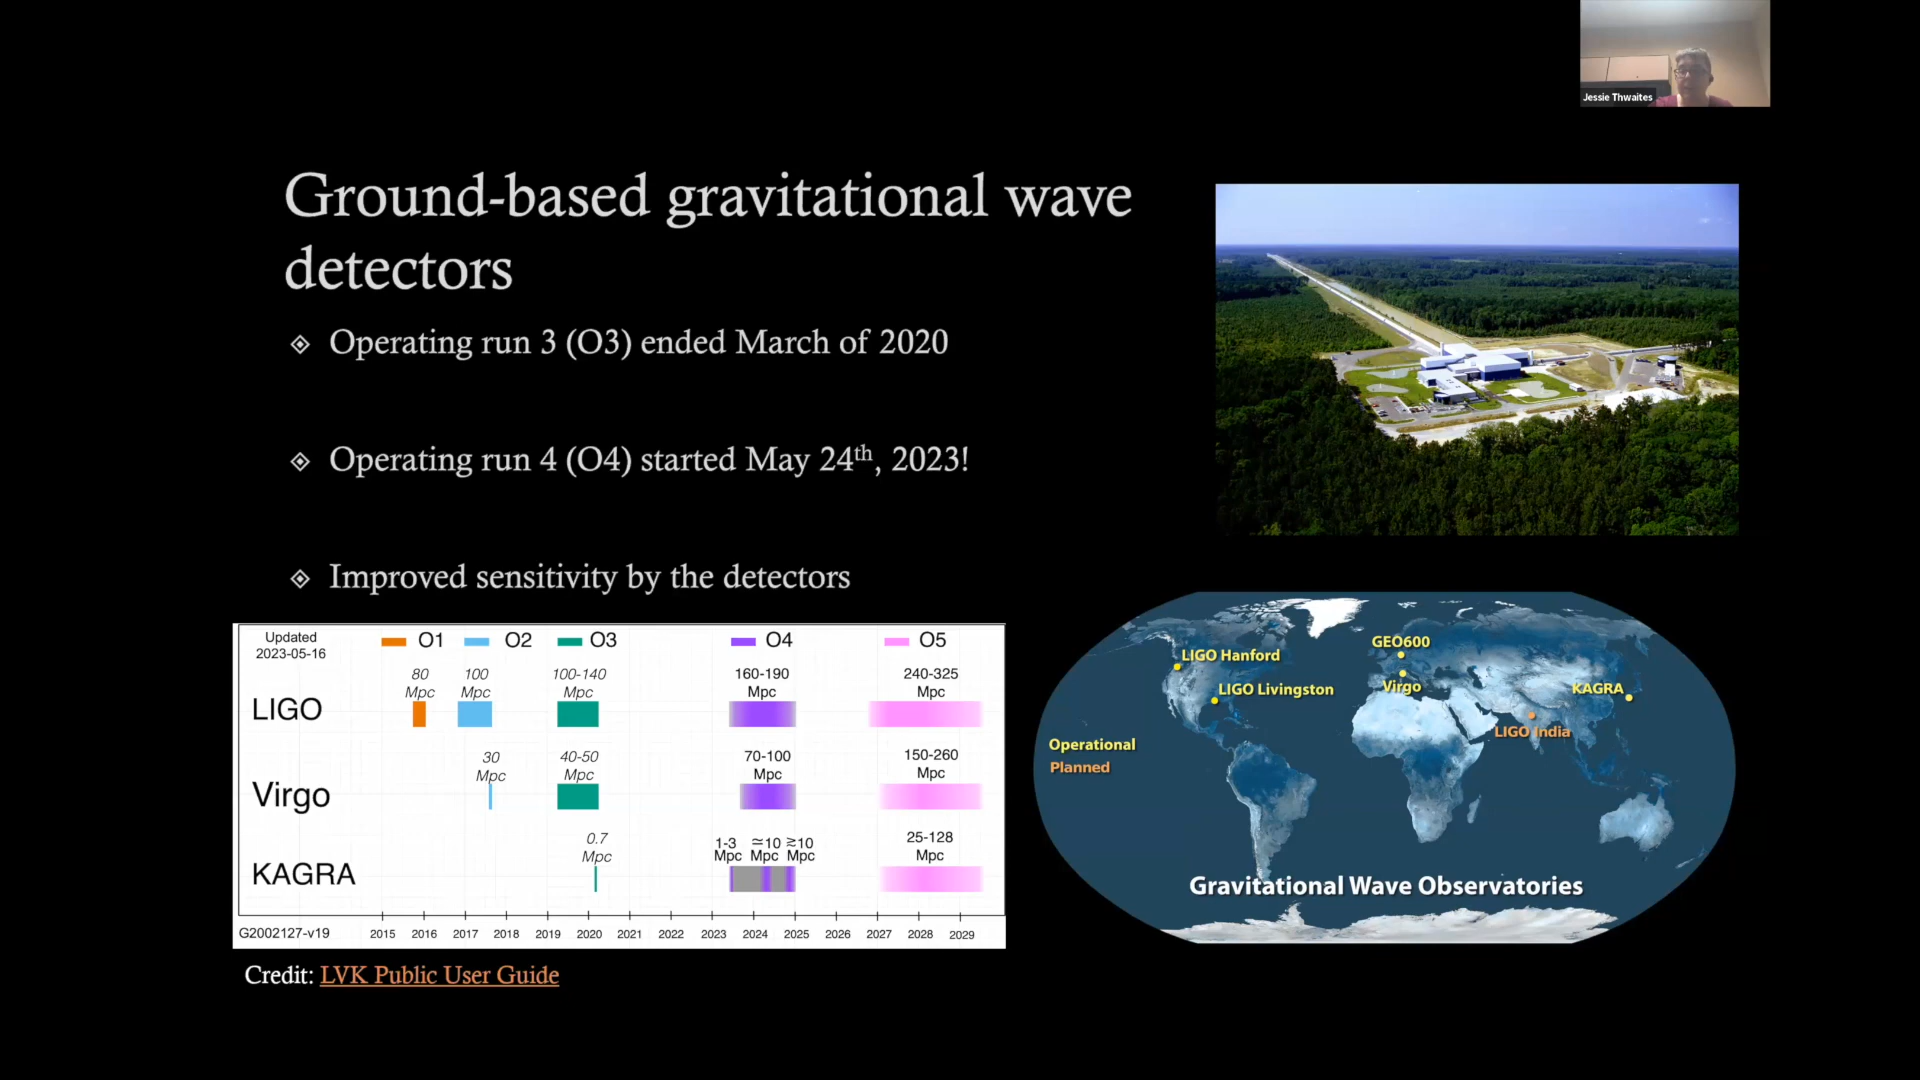 Jessie Thwaites
Ground-based gravitational wave
detectors
Operating run 3 (O3) ended March of 2020
Operating run 4 (O4) started May 24th, 2023!
Improved sensitivity by the detectors
Updated
2023-05-16
O1
O2
O3
O4
O5
LIGO
80
Mpc
100
Mpc
100-140
Mpc
160-190
Mpc
240-325
Mpc
Virgo
30
Mpc
40-50
Mpc
70-100
Mpc
150-260
Mpc
KAGRA
0.7
Mpc
1-3
Mpc
≃10
Mpc
≳10
Mpc
25-128
Mpc
G2002127-v19
2015 2016 2017 2018 2019 2020 2021 2022 2023 2024 2025 2026 2027 2028 2029
Credit: LVK Public User Guide
GEO600
LIGO Hanford
LIGO Livingston
Virgo
KAGRA
LIGO India
Operational
Planned
Gravitational Wave Observatories